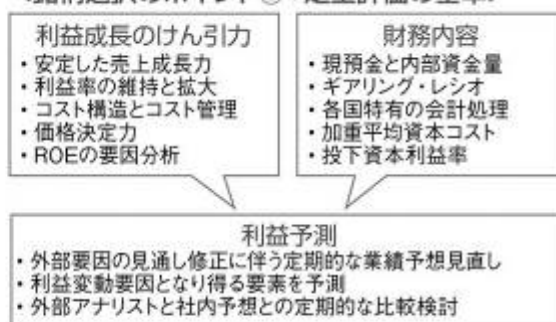 利益成長のけん引力
・安定した売上成長力
・利益率の維持と拡大
・コスト構造とコスト管理
・価格決定力
・ROEの要因分析
財務内容
・現預金と内部資金量
・ギアリング・レシオ
・各国特有の会計処理
・加重平均資本コスト
・投下資本利益率
利益予測
・外部要因の見通し修正に伴う定期的な業績予想見直し
・利益変動要因となり得る要素を予測
・外部アナリストと社内予想との定期的な比較検討